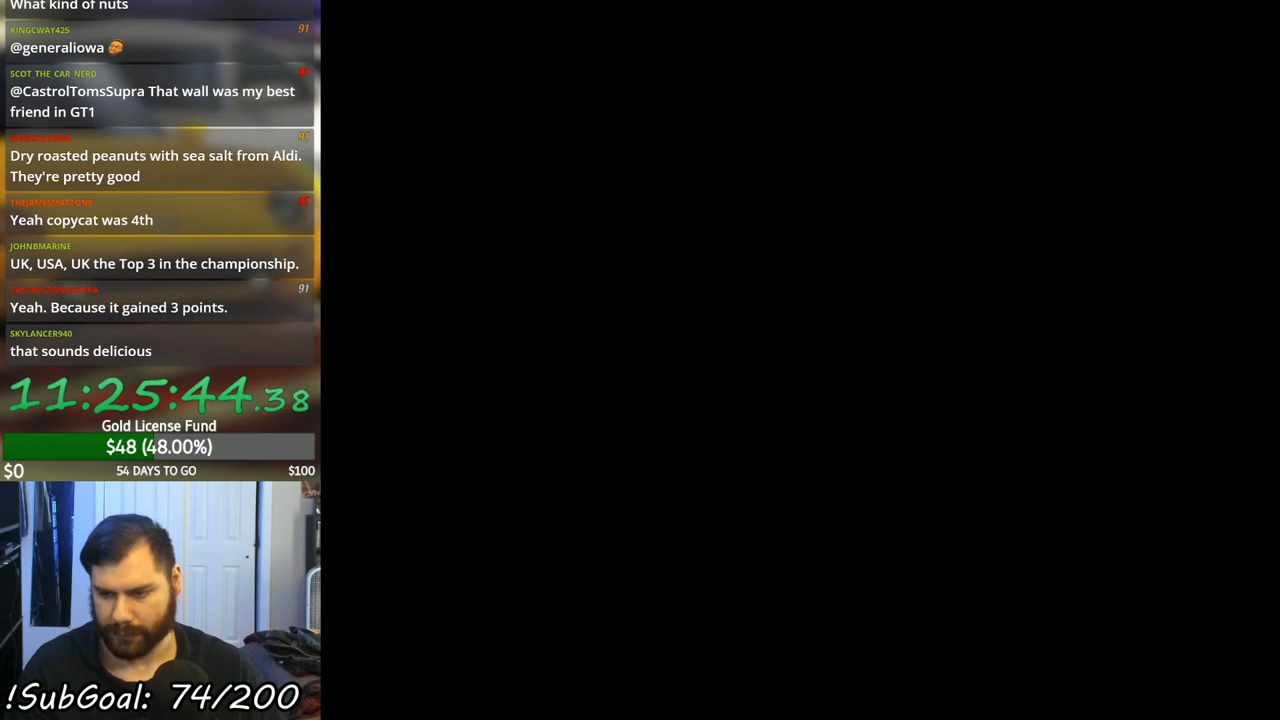 What kind of nuts
KINGCWAY425 91
@generaliowa
SCOT_THE_CAR_NERD
@CastrolTomsSupra That wall was my best
friend in GT1
91
Dry roasted peanuts with sea salt from Aldi.
They're pretty good
THEJAMESMATTONE
Yeah copycat was 4th
JOHNBMARINE
UK, USA, UK the Top 3 in the championship.
CASTROLTOMSSUPRA 91
Yeah. Because it gained 3 points.
SKYLANCER940
that sounds delicious
11:25:44.38
Gold License Fund
$48 (48.00%)
$0 54 DAYS TO GO $100
!SubGoal: 74/200